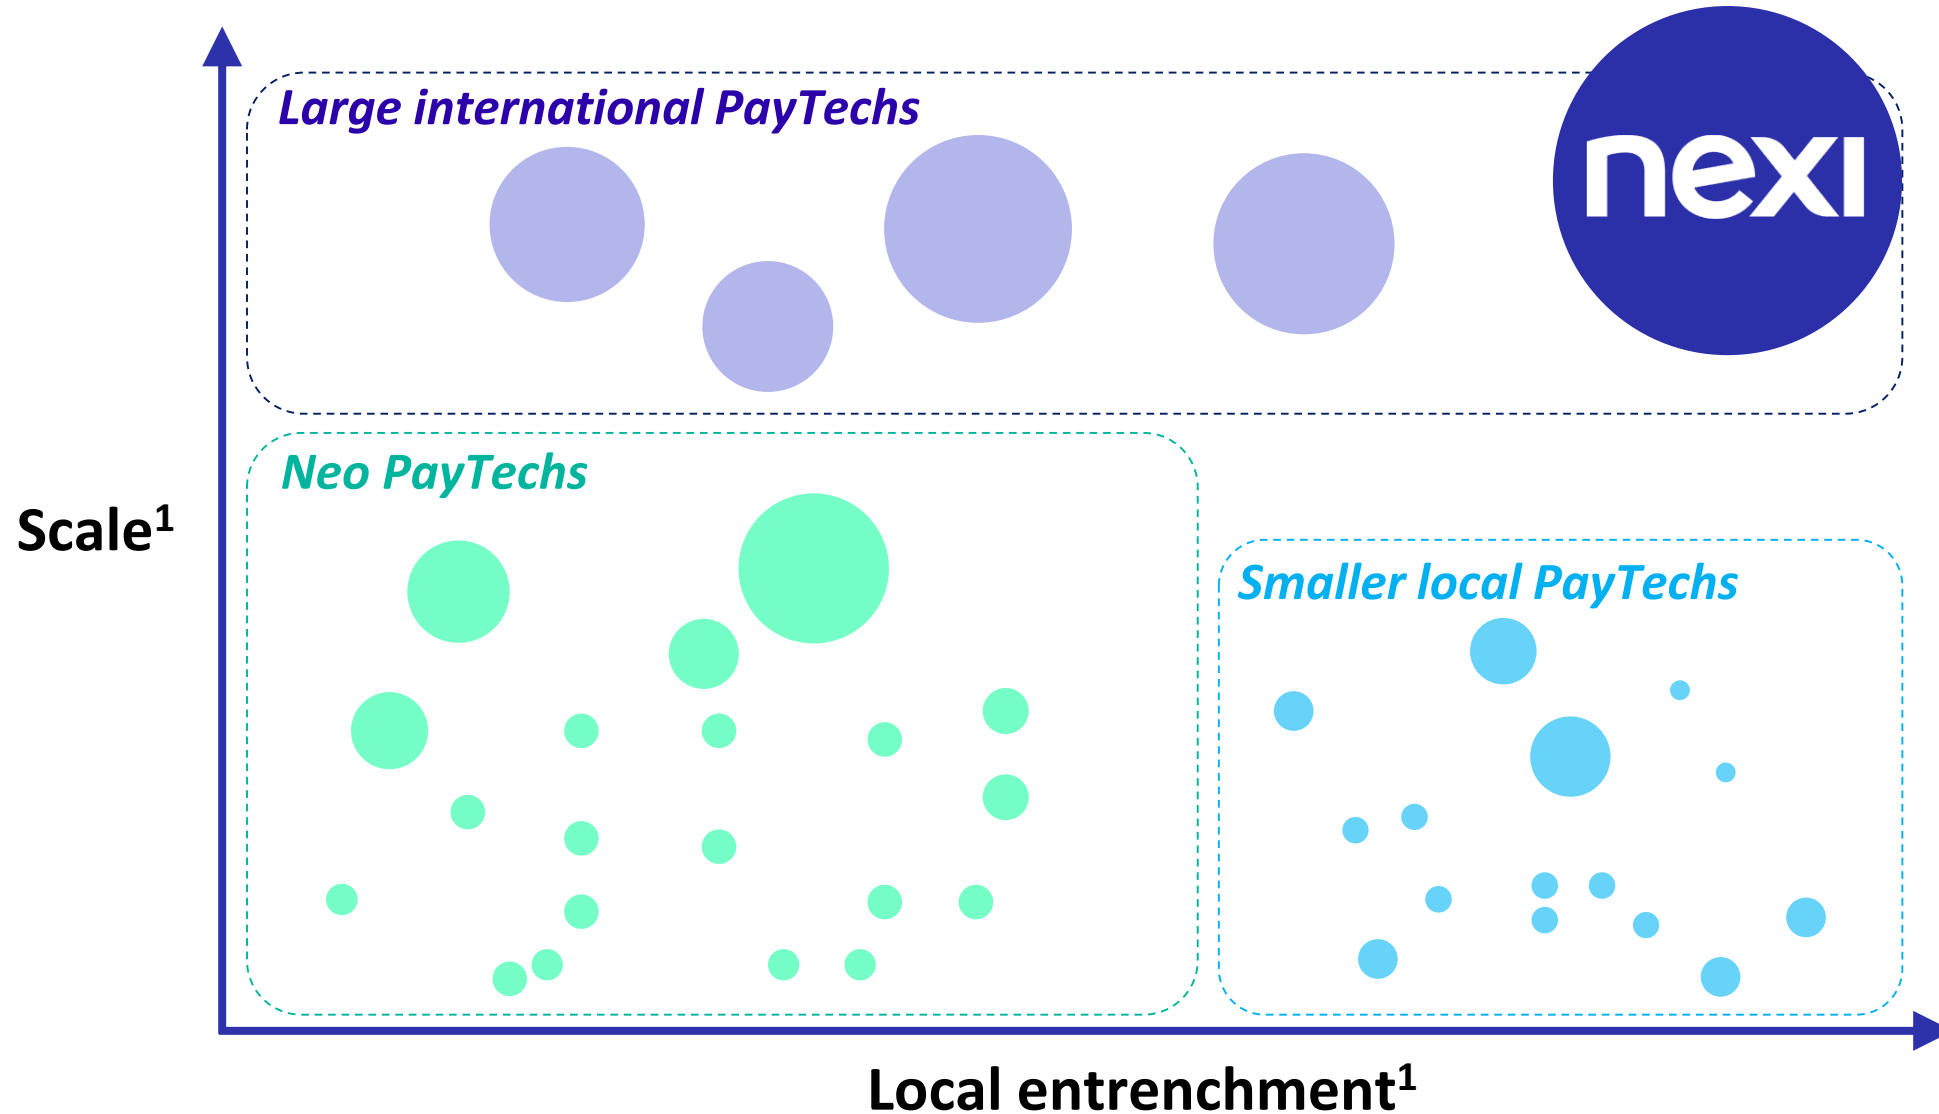 Large international PayTechs
nexi
Neo PayTechs
Scale¹
Smaller local PayTechs
Local entrenchment¹